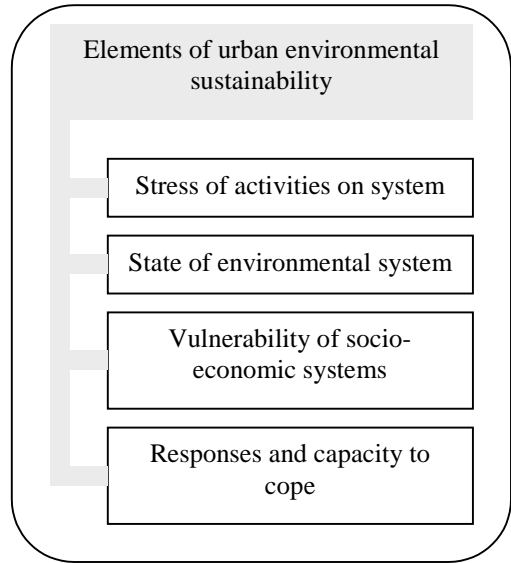 Elements of urban environmental
sustainability
Stress of activities on system
State of environmental system
Vulnerability of socio-
economic systems
Responses and capacity to
cope